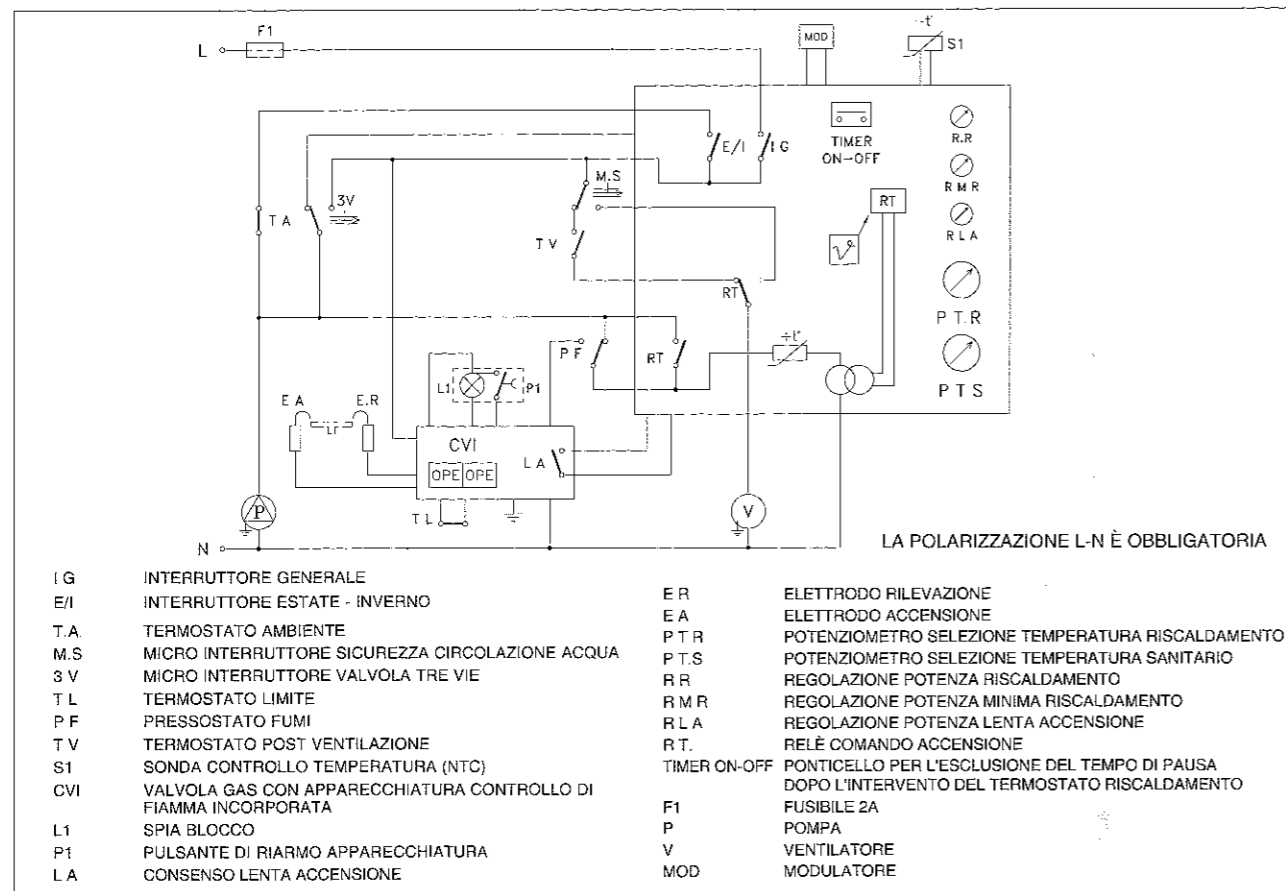 F1
L
MOD
-t°
S1
E/I
I G
TIMER
ON-OFF
R.R
R M R
R L A
M.S
3V
T A
T V
RT
RT
P T.R
P F
RT
+t°
P T S
L1
P1
E A
E.R
CVI
L A
OPE OPE
T L
P
V
N
LA POLARIZZAZIONE L-N È OBBLIGATORIA
I G INTERRUTTORE GENERALE
E/I INTERRUTTORE ESTATE - INVERNO
T.A. TERMOSTATO AMBIENTE
M.S MICRO INTERRUTTORE SICUREZZA CIRCOLAZIONE ACQUA
3 V MICRO INTERRUTTORE VALVOLA TRE VIE
T L TERMOSTATO LIMITE
P F PRESSOSTATO FUMI
T V TERMOSTATO POST VENTILAZIONE
S1 SONDA CONTROLLO TEMPERATURA (NTC)
CVI VALVOLA GAS CON APPARECCHIATURA CONTROLLO DI
FIAMMA INCORPORATA
L1 SPIA BLOCCO
P1 PULSANTE DI RIARMO APPARECCHIATURA
L A CONSENSO LENTA ACCENSIONE
E R ELETTRODO RILEVAZIONE
E A ELETTRODO ACCENSIONE
P T R POTENZIOMETRO SELEZIONE TEMPERATURA RISCALDAMENTO
P T.S POTENZIOMETRO SELEZIONE TEMPERATURA SANITARIO
R R REGOLAZIONE POTENZA RISCALDAMENTO
R M R REGOLAZIONE POTENZA MINIMA RISCALDAMENTO
R L A REGOLAZIONE POTENZA LENTA ACCENSIONE
R T. RELÈ COMANDO ACCENSIONE
TIMER ON-OFF PONTICELLO PER L'ESCLUSIONE DEL TEMPO DI PAUSA
DOPO L'INTERVENTO DEL TERMOSTATO RISCALDAMENTO
F1 FUSIBILE 2A
P POMPA
V VENTILATORE
MOD MODULATORE